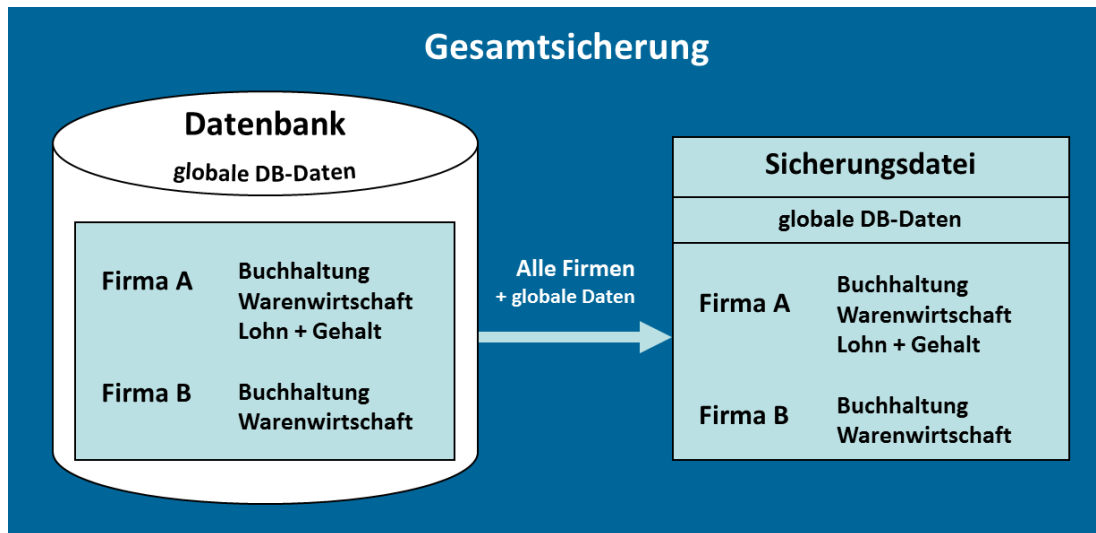 Gesamtsicherung
Datenbank
globale DB-Daten
Firma A
Buchhaltung
Warenwirtschaft
Lohn + Gehalt
Firma B
Buchhaltung
Warenwirtschaft
Alle Firmen
+ globale Daten
Sicherungsdatei
globale DB-Daten
Firma A
Buchhaltung
Warenwirtschaft
Lohn + Gehalt
Firma B
Buchhaltung
Warenwirtschaft